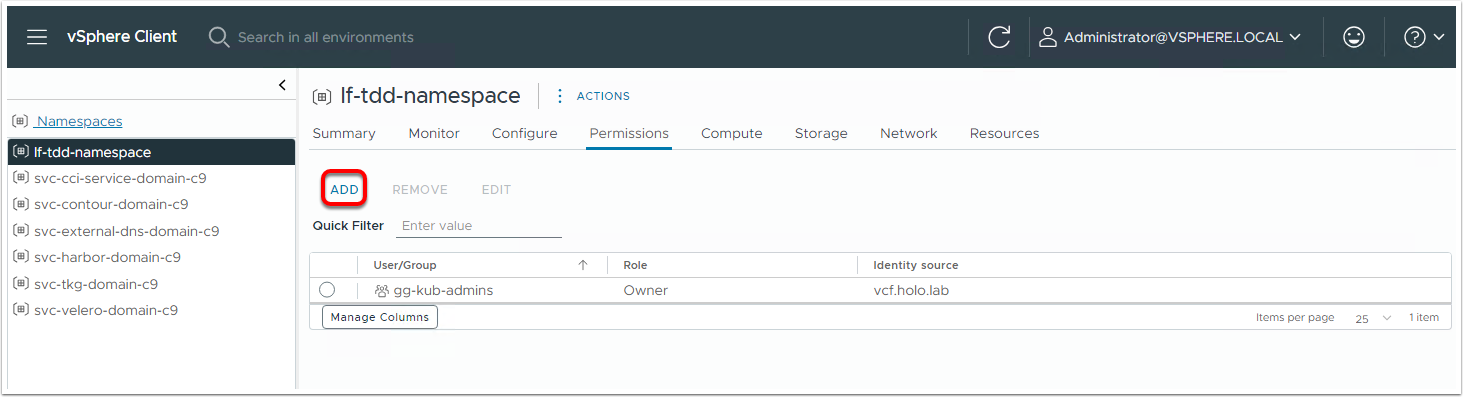 vSphere Client Search in all environments Administrator@VSPHERE.LOCAL
lf-tdd-namespace ACTIONS
Namespaces
Summary Monitor Configure Permissions Compute Storage Network Resources
lf-tdd-namespace
svc-cci-service-domain-c9
svc-contour-domain-c9
svc-external-dns-domain-c9
svc-harbor-domain-c9
svc-tkg-domain-c9
svc-velero-domain-c9
ADD REMOVE EDIT
Quick Filter Enter value
User/Group Role Identity source
gg-kub-admins Owner vcf.holo.lab
Manage Columns Items per page 25 1 item